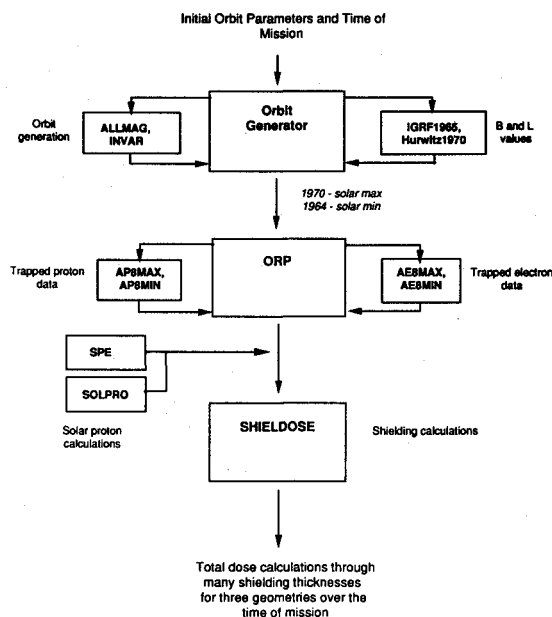 Initial Orbit Parameters and Time of
Mission
Orbit
generation
ALLMAG,
INVAR
Orbit
Generator
IGRF1965,
Hurwitz1970
B and L
values
1970 - solar max
1964 - solar min
Trapped proton
data
AP8MAX,
AP8MIN
ORP
AE8MAX,
AE8MIN
Trapped electron
data
SPE
SOLPRO
Solar proton
calculations
SHIELDOSE
Shielding calculations
Total dose calculations through
many shielding thicknesses
for three geometries over the
time of mission